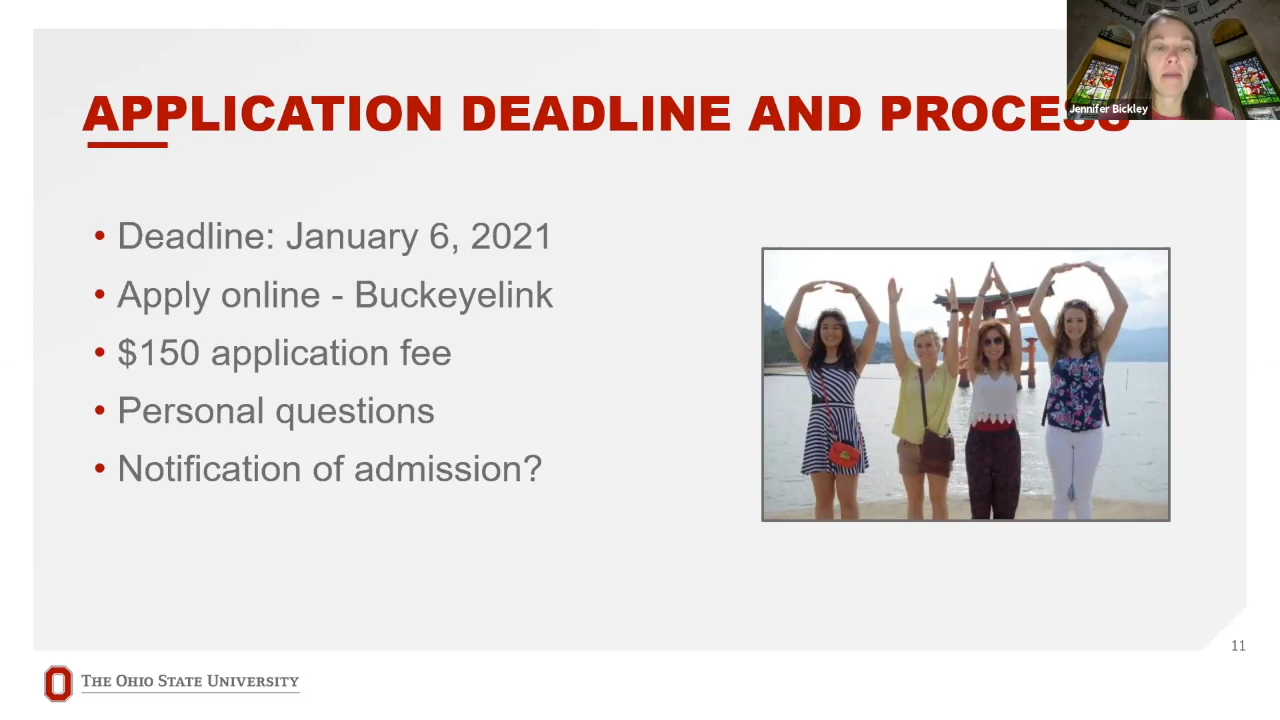 APPLICATION DEADLINE AND PROCESS
Jennifer Bickley
• Deadline: January 6, 2021
• Apply online - Buckeyelink
• $150 application fee
• Personal questions
• Notification of admission?
11
THE OHIO STATE UNIVERSITY